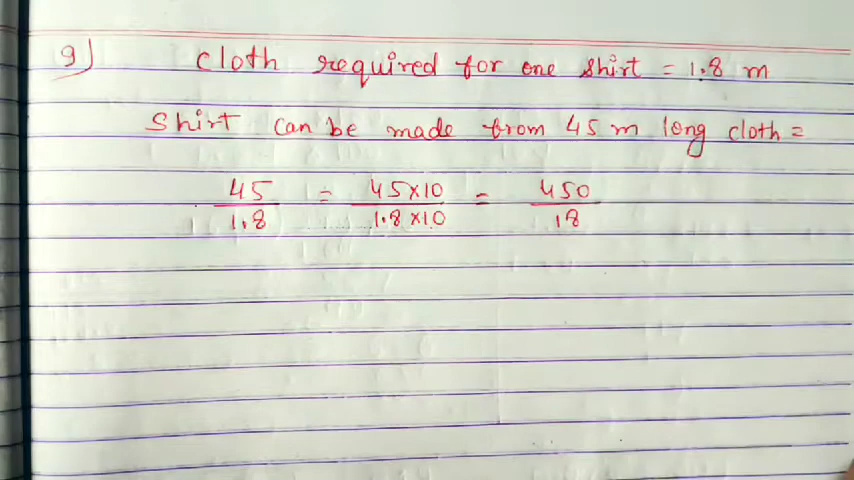 9) cloth required for one shirt = 1.8 m
Shirt can be made from 45 m long cloth =
45/1.8 = 45×10/1.8×10 = 450/18